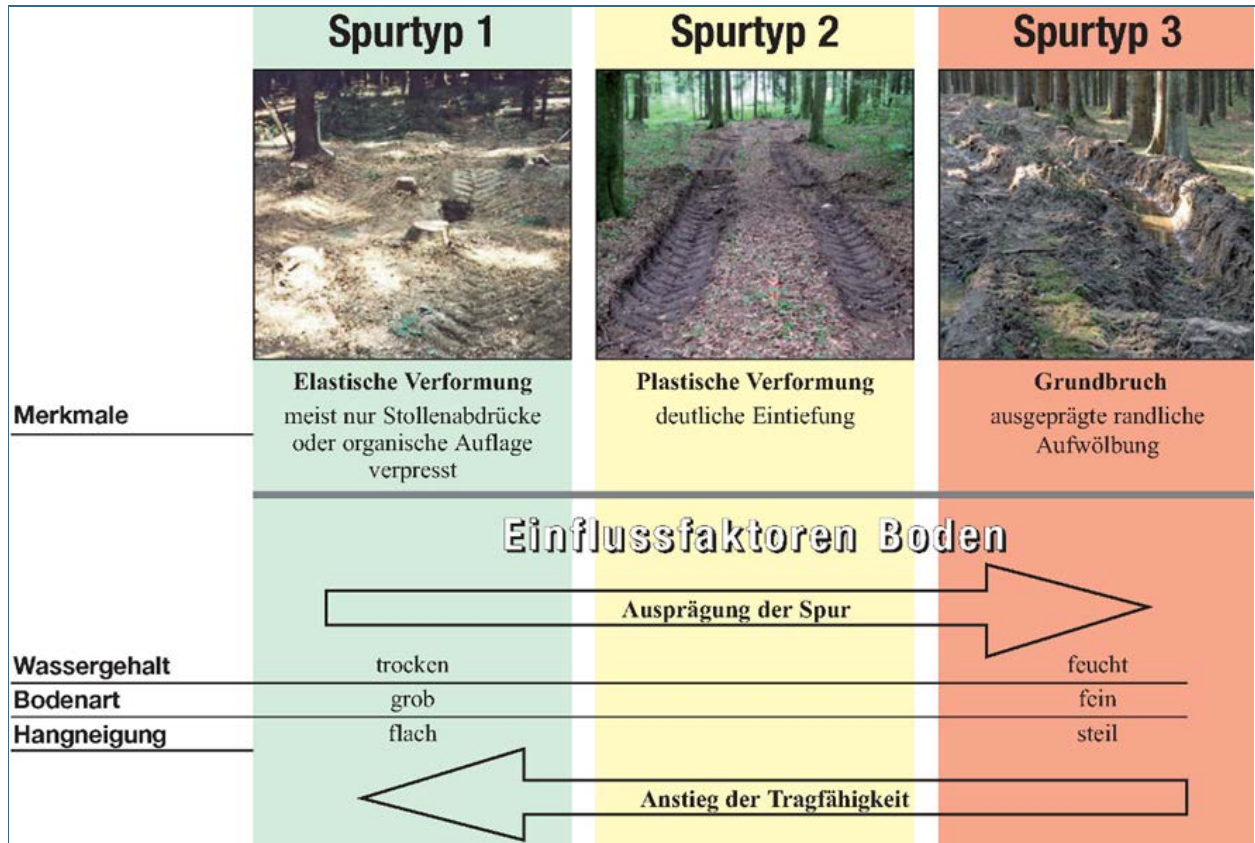 Spurtyp 1
Spurtyp 2
Spurtyp 3
Merkmale
Elastische Verformung
meist nur Stollenabdrücke
oder organische Auflage
verpresst
Plastische Verformung
deutliche Eintiefung
Grundbruch
ausgeprägte randliche
Aufwölbung
Einflussfaktoren Boden
Ausprägung der Spur
Wassergehalt trocken feucht
Bodenart grob fein
Hangneigung flach steil
Anstieg der Tragfähigkeit